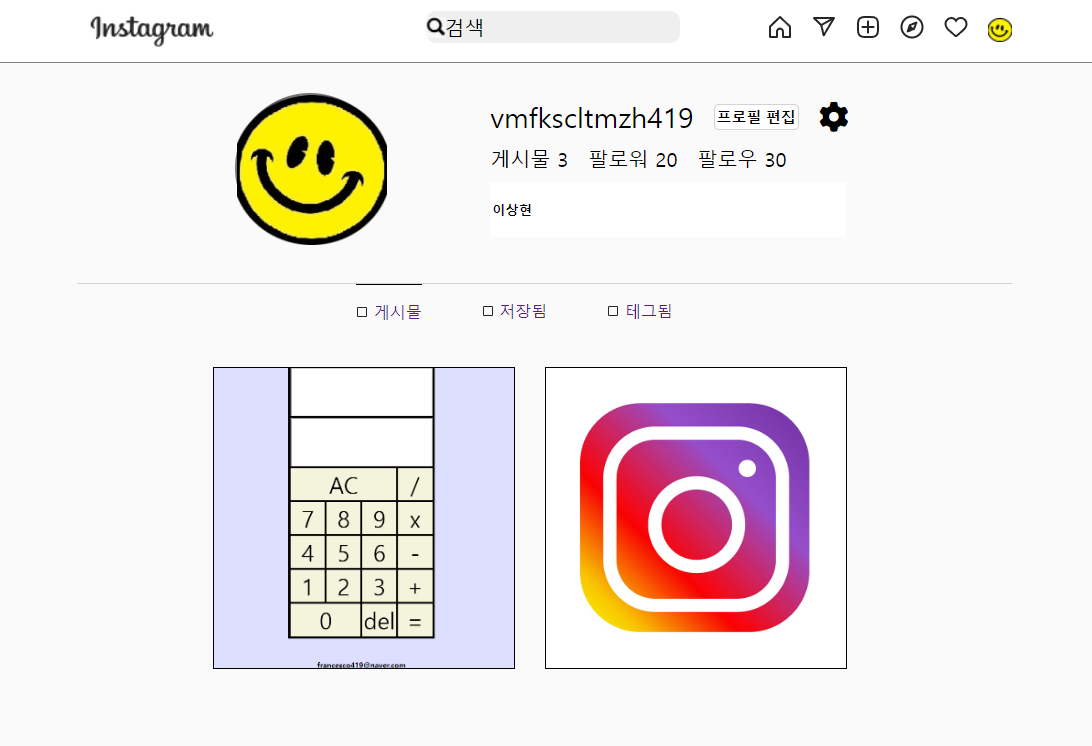 Instagram
검색
vmfkscltmzh419 프로필 편집
게시물 3 팔로워 20 팔로우 30
이상현
게시물 저장됨 테그됨
AC /
7 8 9 x
4 5 6 -
1 2 3 +
0 del =
francesco419@naver.com